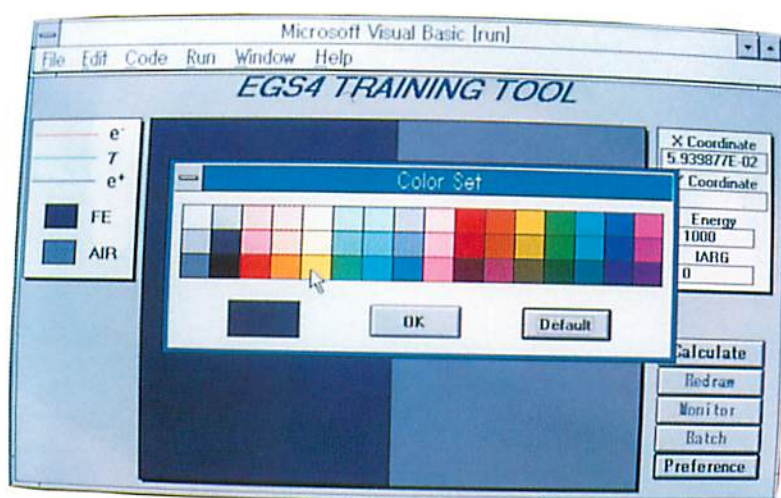 Microsoft Visual Basic [run]
File Edit Code Run Window Help
EGS4 TRAINING TOOL
e-
γ
e+
FE
AIR
X Coordinate
5.939877E-02
Y Coordinate
Energy
1000
IARG
0
Color Set
OK
Default
Calculate
Redraw
Monitor
Batch
Preference